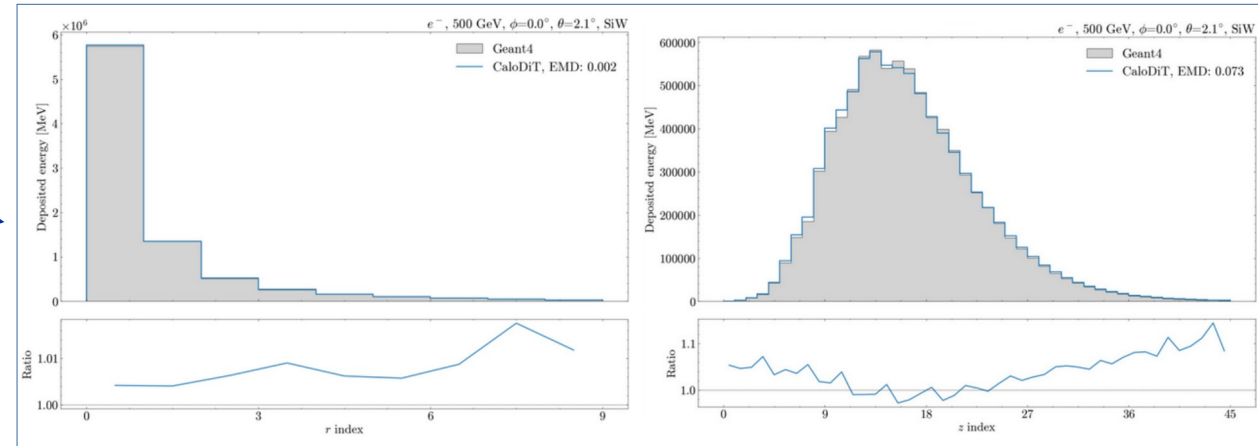 e⁻, 500 GeV, ϕ=0.0°, θ=2.1°, SiW
×10⁶
Geant4
CaloDiT, EMD: 0.002
Deposited energy [MeV]
6
5
4
3
2
1
0
Ratio
1.01
1.00
0 3 6 9
r index
e⁻, 500 GeV, ϕ=0.0°, θ=2.1°, SiW
Geant4
CaloDiT, EMD: 0.073
Deposited energy [MeV]
600000
500000
400000
300000
200000
100000
0
Ratio
1.1
1.0
0 9 18 27 36 45
z index